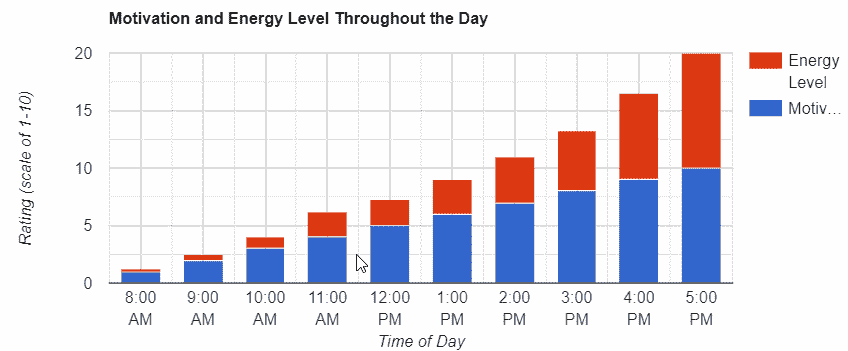 Motivation and Energy Level Throughout the Day
Rating (scale of 1-10)
20
15
10
5
0
8:00 AM
9:00 AM
10:00 AM
11:00 AM
12:00 PM
1:00 PM
2:00 PM
3:00 PM
4:00 PM
5:00 PM
Time of Day
Energy
Level
Motiv...